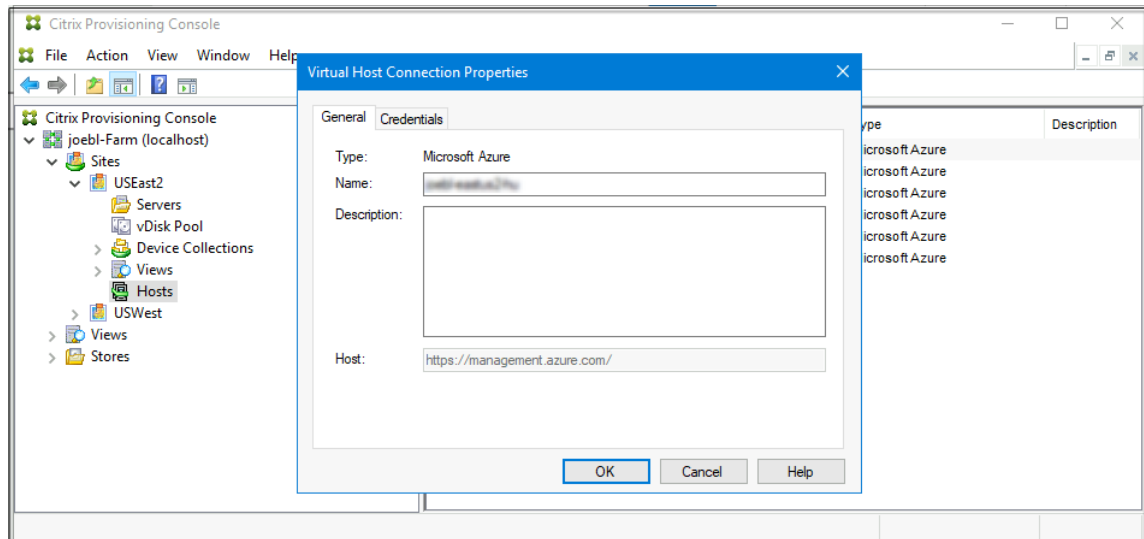 Citrix Provisioning Console
File Action View Window Help
Virtual Host Connection Properties
Citrix Provisioning Console
joebl-Farm (localhost)
Sites
USEast2
Servers
vDisk Pool
Device Collections
Views
Hosts
USWest
Views
Stores
General Credentials
Type: Microsoft Azure
Name:
Description:
Host: https://management.azure.com/
OK Cancel Help
ype Description
icrosoft Azure
icrosoft Azure
icrosoft Azure
icrosoft Azure
icrosoft Azure
icrosoft Azure